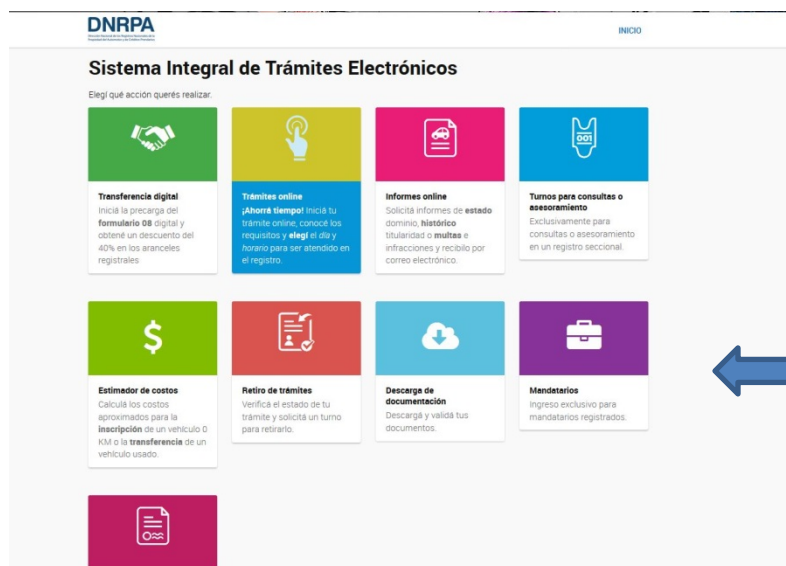 DNRPA
INICIO
Sistema Integral de Trámites Electrónicos
Elegí qué acción querés realizar.
Transferencia digital
Iniciá la precarga del
formulario 08 digital y
obtené un descuento del
40% en los aranceles
registrales
Trámites online
¡Ahorrá tiempo! Iniciá tu
trámite online, conocé los
requisitos y elegí el día y
horario para ser atendido en
el registro.
Informes online
Solicitá informes de estado
dominio, histórico
titularidad o multas e
infracciones y recibilo por
correo electrónico.
001
Turnos para consultas o
asesoramiento
Exclusivamente para
consultas o asesoramiento
en un registro seccional.
$
Estimador de costos
Calculá los costos
aproximados para la
inscripción de un vehículo 0
KM o la transferencia de un
vehículo usado.
Retiro de trámites
Verificá el estado de tu
trámite y solicitá un turno
para retirarlo.
Descarga de
documentación
Descargá y validá tus
documentos.
Mandatarios
Ingreso exclusivo para
mandatarios registrados.